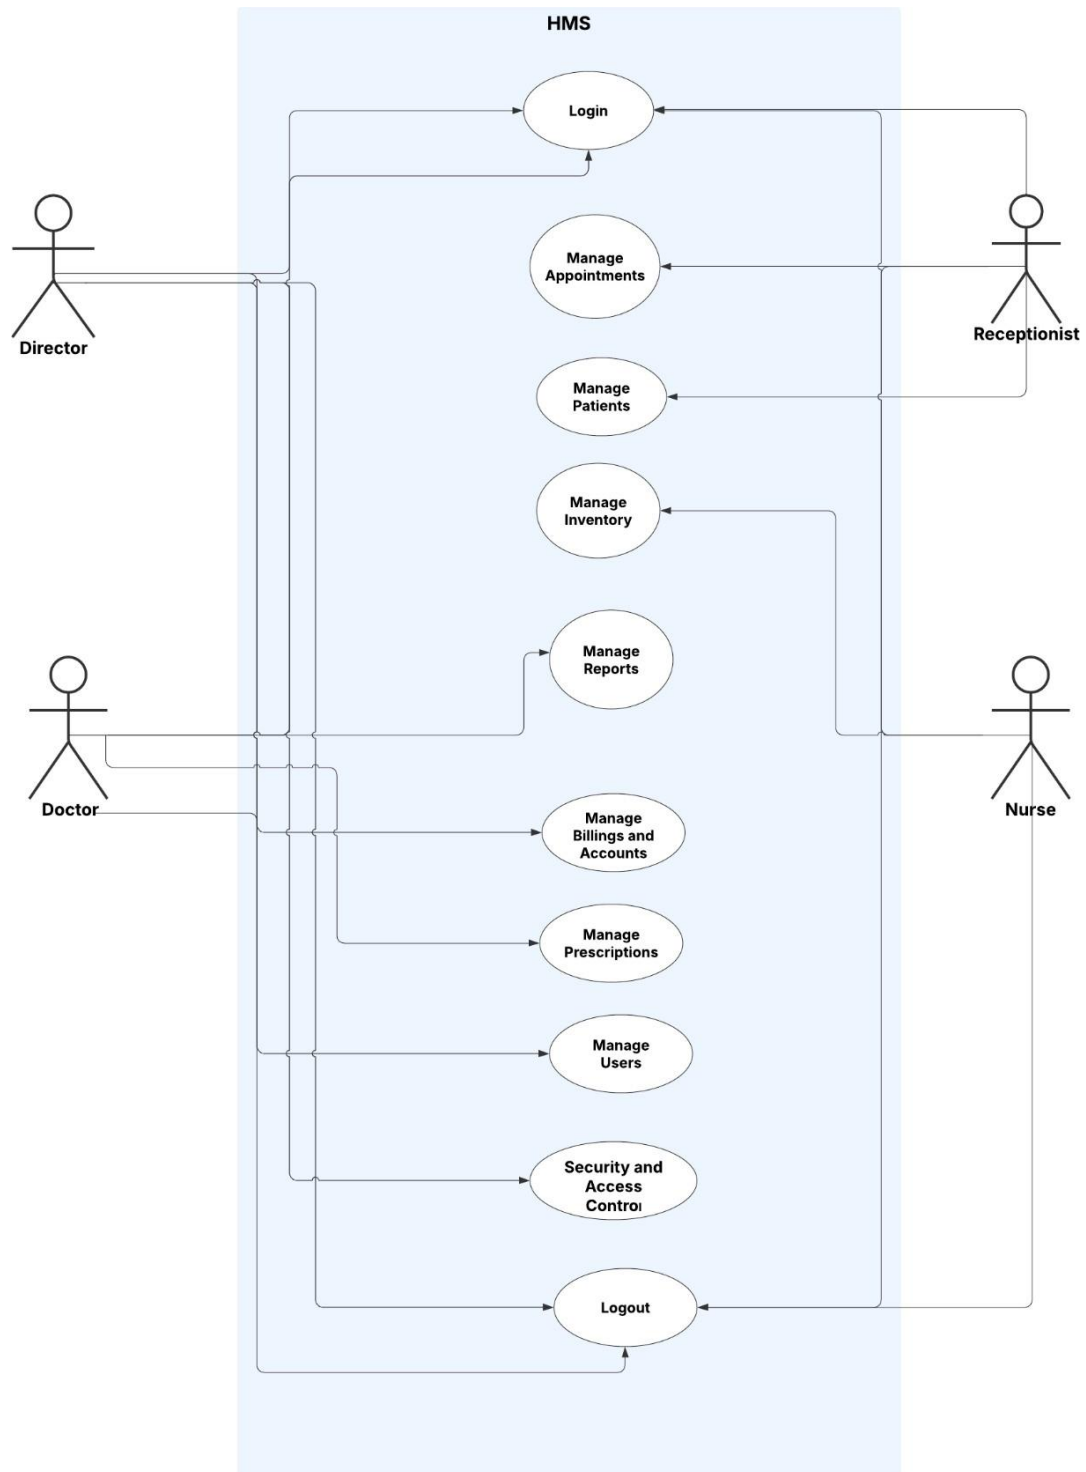 HMS
Login
Manage
Appointments
Manage
Patients
Manage
Inventory
Manage
Reports
Manage
Billings and
Accounts
Manage
Prescriptions
Manage
Users
Security and
Access
Control
Logout
Director
Receptionist
Doctor
Nurse